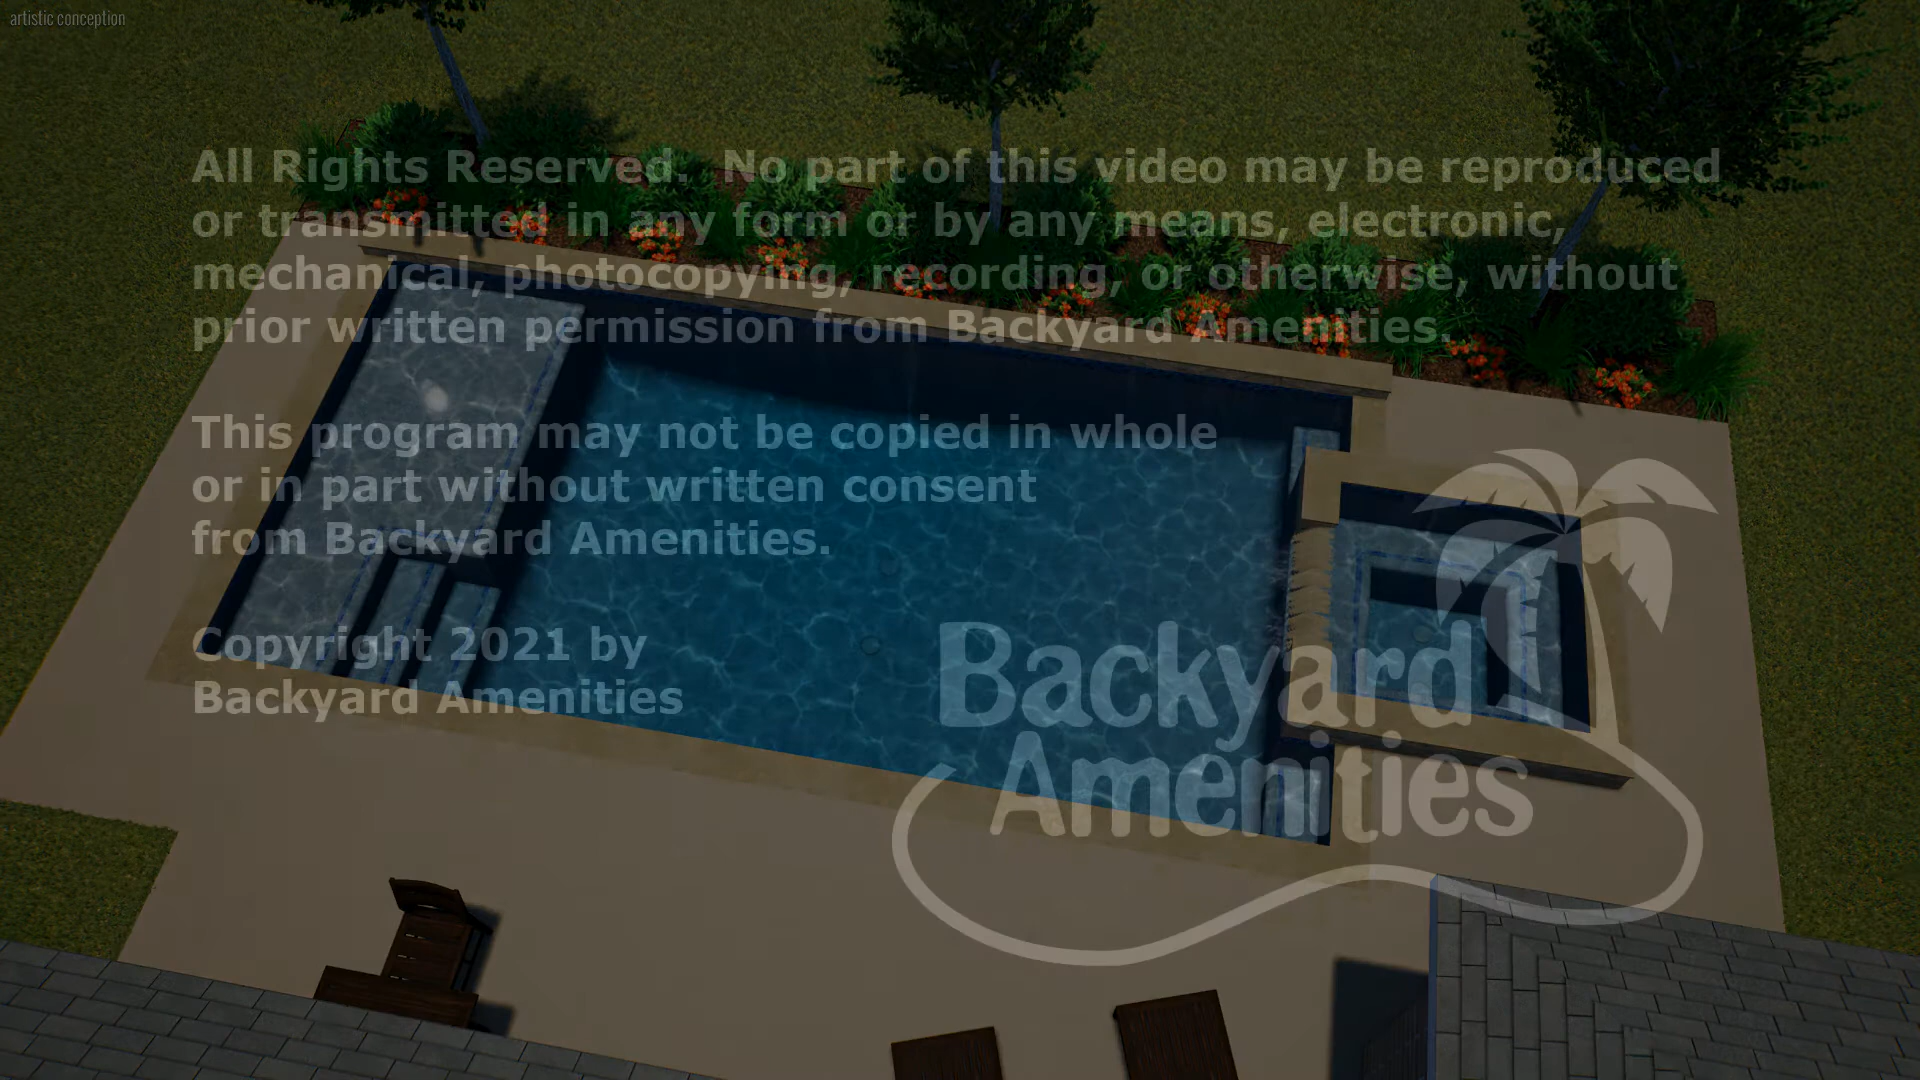 artistic conception
All Rights Reserved. No part of this video may be reproduced
or transmitted in any form or by any means, electronic,
mechanical, photocopying, recording, or otherwise, without
prior written permission from Backyard Amenities.
This program may not be copied in whole
or in part without written consent
from Backyard Amenities.
Copyright 2021 by
Backyard Amenities
Backyard
Amenities